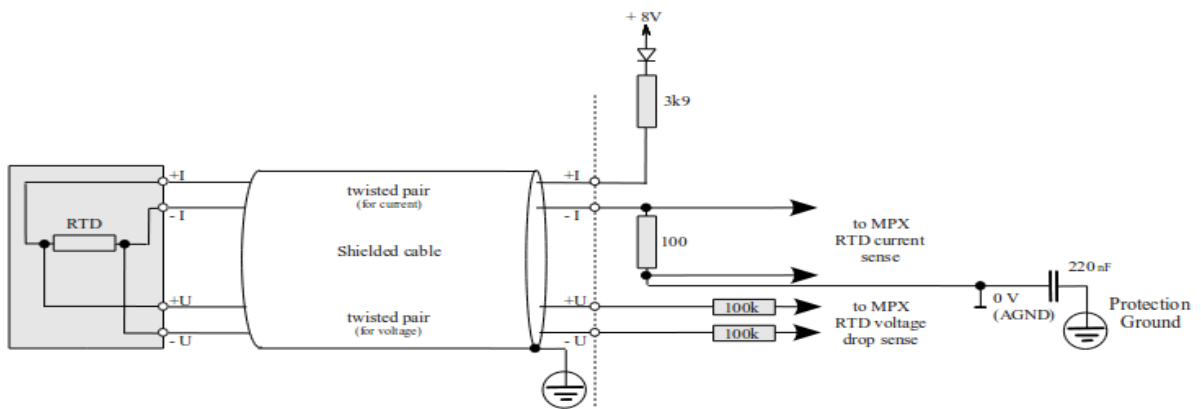 + 8V
3k9
+I
- I
RTD
+U
- U
twisted pair
(for current)
Shielded cable
twisted pair
(for voltage)
+I
- I
+U
- U
100
to MPX
RTD current
sense
100k
100k
to MPX
RTD voltage
drop sense
0 V
(AGND)
220 nF
Protection
Ground